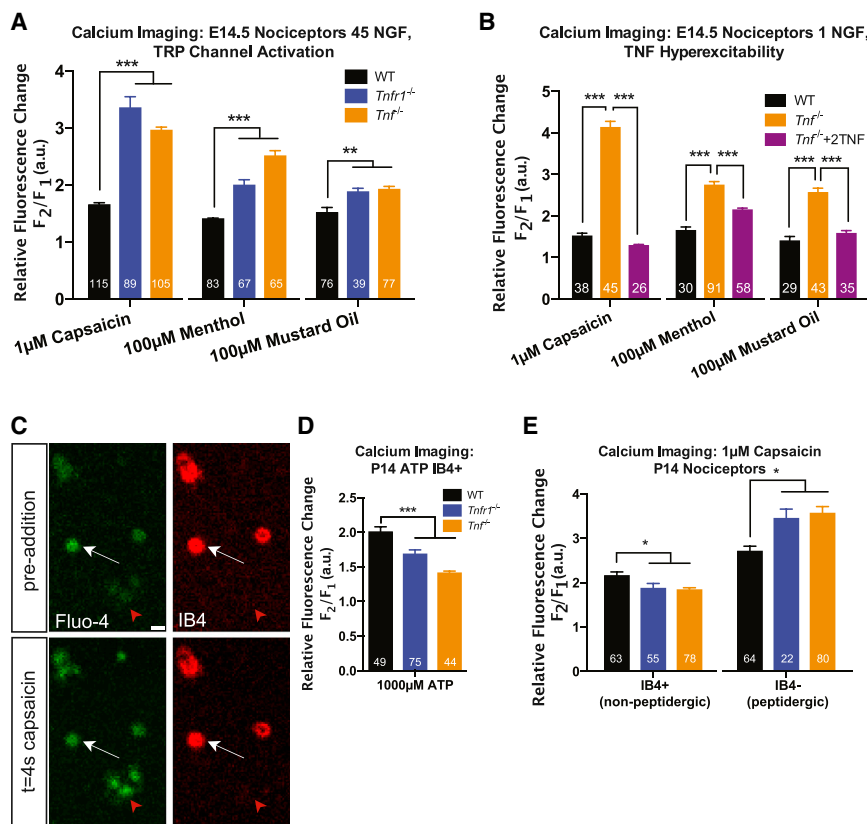 A
Calcium Imaging: E14.5 Nociceptors 45 NGF,
TRP Channel Activation
Relative Fluorescence Change
F2/F1 (a.u.)
4
3
2
1
0
WT
Tnfr1-/-
Tnf-/-
***
***
**
115
89
105
83
67
65
76
39
77
1µM Capsaicin
100µM Menthol
100µM Mustard Oil
B
Calcium Imaging: E14.5 Nociceptors 1 NGF,
TNF Hyperexcitability
Relative Fluorescence Change
F2/F1 (a.u.)
5
4
3
2
1
0
WT
Tnf-/-
Tnf-/-+2TNF
***
***
***
***
***
***
38
45
26
30
91
58
29
43
35
1µM Capsaicin
100µM Menthol
100µM Mustard Oil
C
pre-addition
t=4s capsaicin
Fluo-4
IB4
D
Calcium Imaging:
P14 ATP IB4+
Relative Fluorescence Change
F2/F1 (a.u.)
2.5
2.0
1.5
1.0
0.5
0.0
WT
Tnfr1-/-
Tnf-/-
***
49
75
44
1000µM ATP
E
Calcium Imaging: 1µM Capsaicin
P14 Nociceptors
Relative Fluorescence Change
F2/F1 (a.u.)
4
3
2
1
0
*
*
63
55
78
64
22
80
IB4+
(non-peptidergic)
IB4-
(peptidergic)